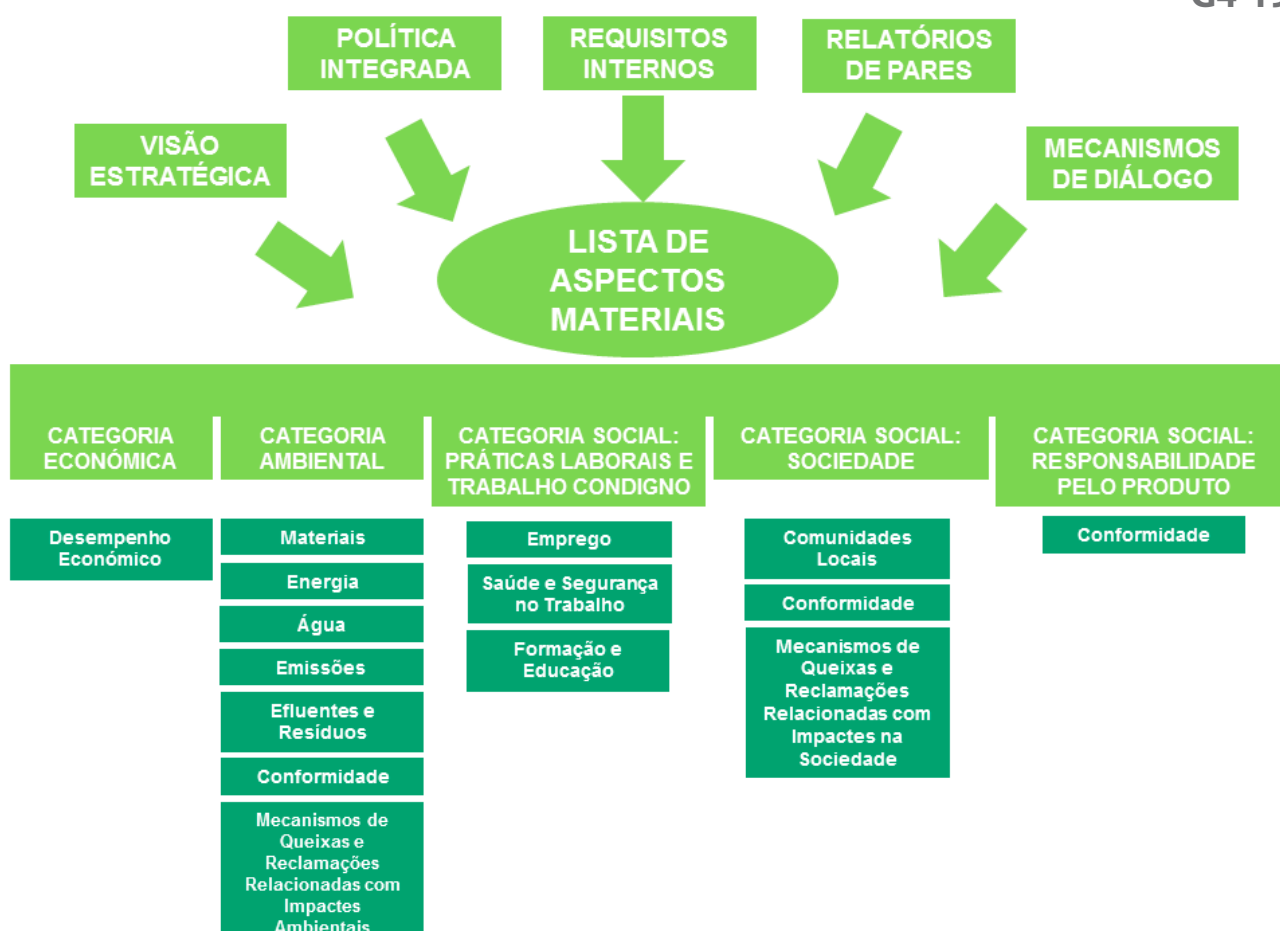 POLÍTICA
INTEGRADA
REQUISITOS
INTERNOS
RELATÓRIOS
DE PARES
VISÃO
ESTRATÉGICA
MECANISMOS
DE DIÁLOGO
LISTA DE
ASPECTOS
MATERIAIS
CATEGORIA
ECONÓMICA
CATEGORIA
AMBIENTAL
CATEGORIA SOCIAL:
PRÁTICAS LABORAIS E
TRABALHO CONDIGNO
CATEGORIA SOCIAL:
SOCIEDADE
CATEGORIA SOCIAL:
RESPONSABILIDADE
PELO PRODUTO
Desempenho
Económico
Materiais
Energia
Água
Emissões
Efluentes e
Resíduos
Conformidade
Mecanismos de
Queixas e
Reclamações
Relacionadas com
Impactes
Ambientais
Emprego
Saúde e Segurança
no Trabalho
Formação e
Educação
Comunidades
Locais
Conformidade
Mecanismos de
Queixas e
Reclamações
Relacionadas com
Impactes na
Sociedade
Conformidade